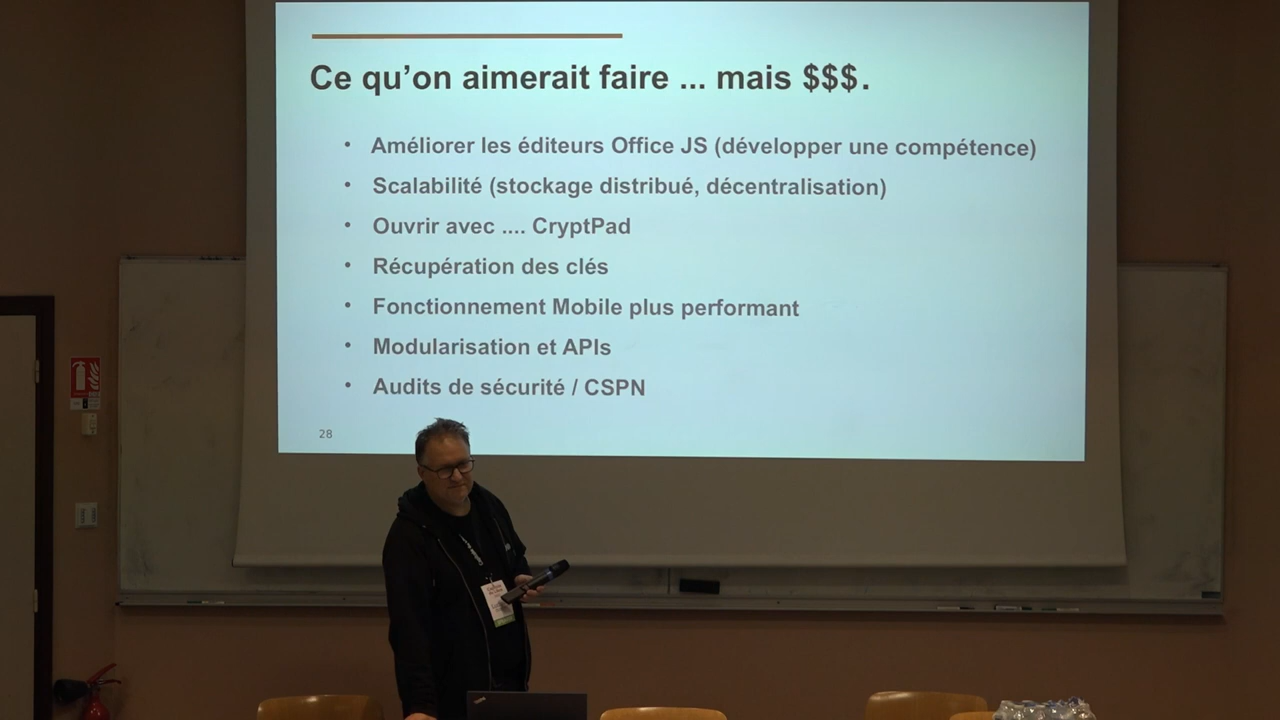 Ce qu'on aimerait faire ... mais $$$.
• Améliorer les éditeurs Office JS (développer une compétence)
• Scalabilité (stockage distribué, décentralisation)
• Ouvrir avec .... CryptPad
• Récupération des clés
• Fonctionnement Mobile plus performant
• Modularisation et APIs
• Audits de sécurité / CSPN
28